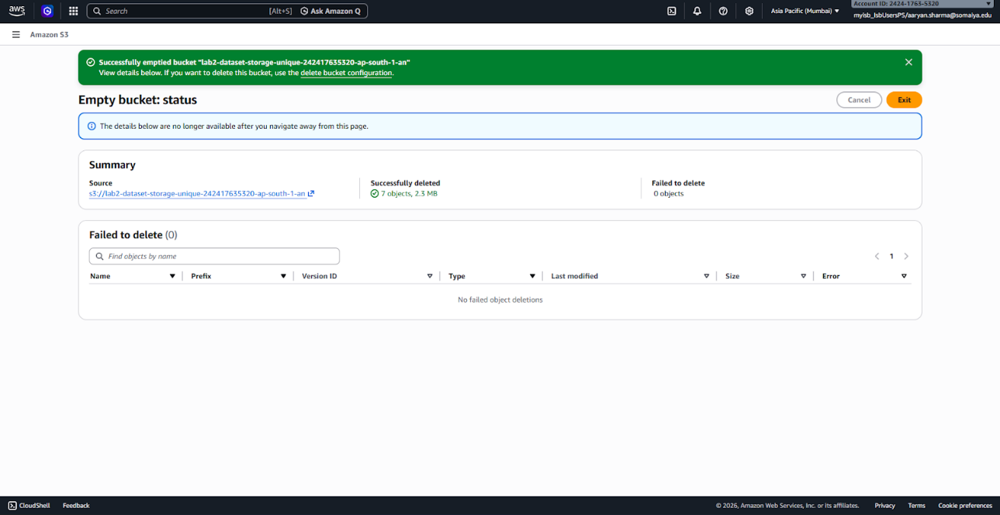 aws Search [Alt+S] Ask Amazon Q Asia Pacific (Mumbai) Account ID: 2424-1763-5320
myisb_IsbUsersPS/aaryan.sharma@somaiya.edu
Amazon S3
Successfully emptied bucket "lab2-dataset-storage-unique-242417635320-ap-south-1-an"
View details below. If you want to delete this bucket, use the delete bucket configuration.
Empty bucket: status Cancel Exit
The details below are no longer available after you navigate away from this page.
Summary
Source Successfully deleted Failed to delete
s3://lab2-dataset-storage-unique-242417635320-ap-south-1-an 7 objects, 2.3 MB 0 objects
Failed to delete (0)
Find objects by name 1
Name Prefix Version ID Type Last modified Size Error
No failed object deletions
CloudShell Feedback © 2026, Amazon Web Services, Inc. or its affiliates. Privacy Terms Cookie preferences